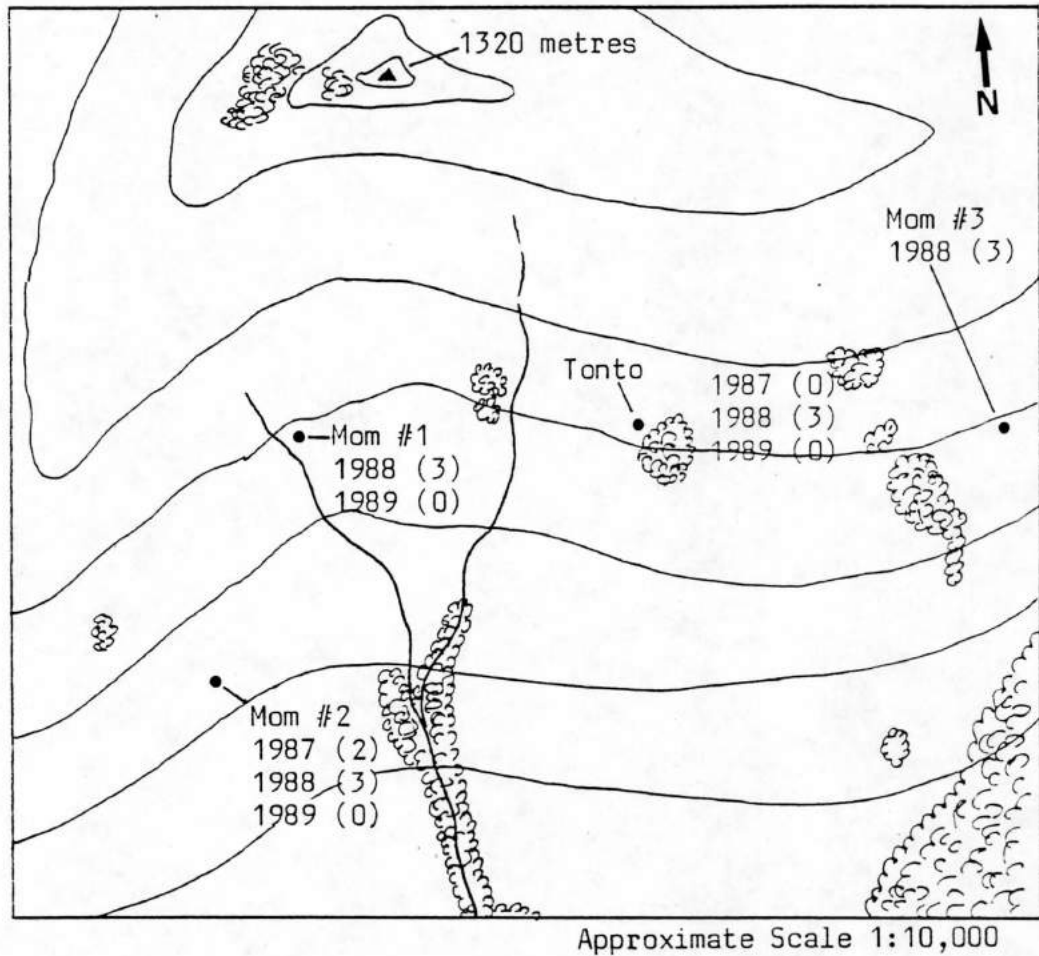 1320 metres
N
Mom #3
1988 (3)
Tonto
1987 (0)
1988 (3)
1989 (0)
Mom #1
1988 (3)
1989 (0)
Mom #2
1987 (2)
1988 (3)
1989 (0)
Approximate Scale 1:10,000